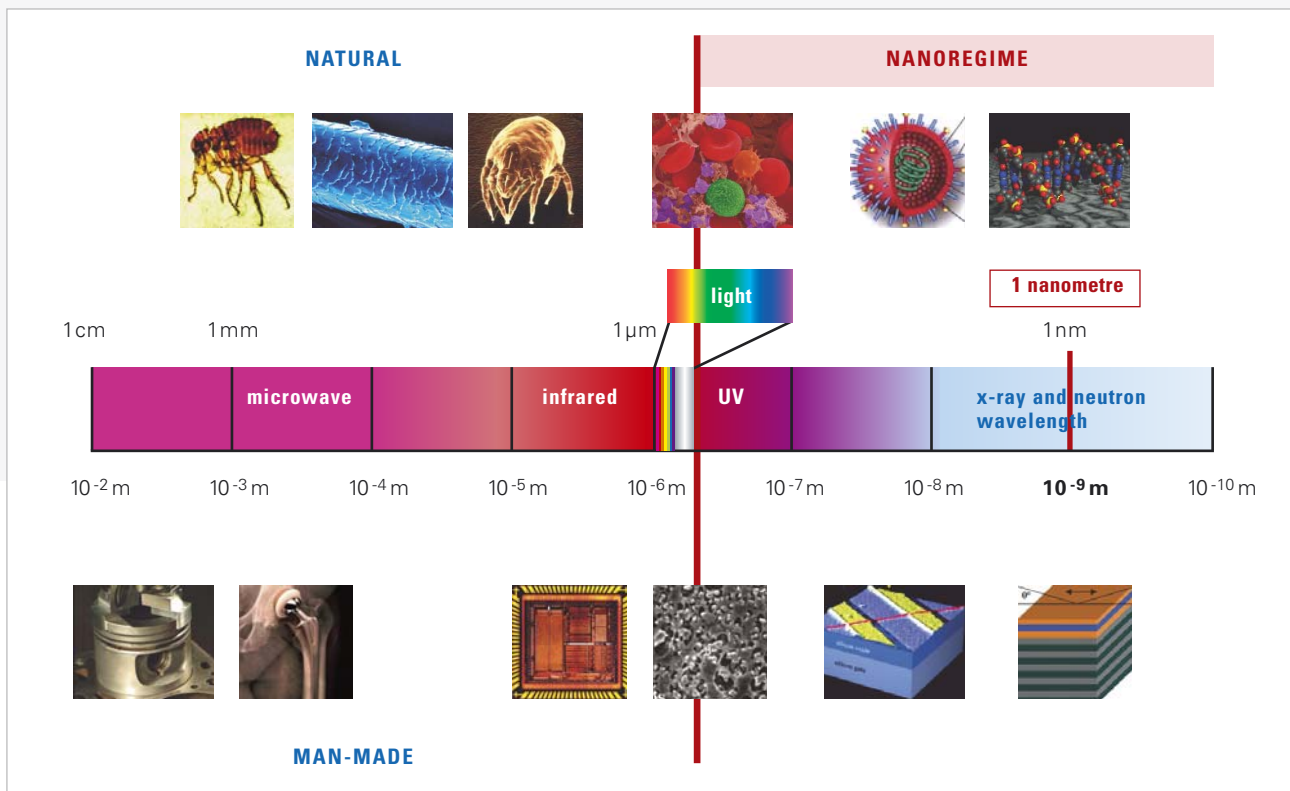 NATURAL
NANOREGIME
light
1 nanometre
1 cm
1 mm
1 µm
1 nm
microwave
infrared
UV
x-ray and neutron
wavelength
10⁻² m
10⁻³ m
10⁻⁴ m
10⁻⁵ m
10⁻⁶ m
10⁻⁷ m
10⁻⁸ m
10⁻⁹ m
10⁻¹⁰ m
MAN-MADE